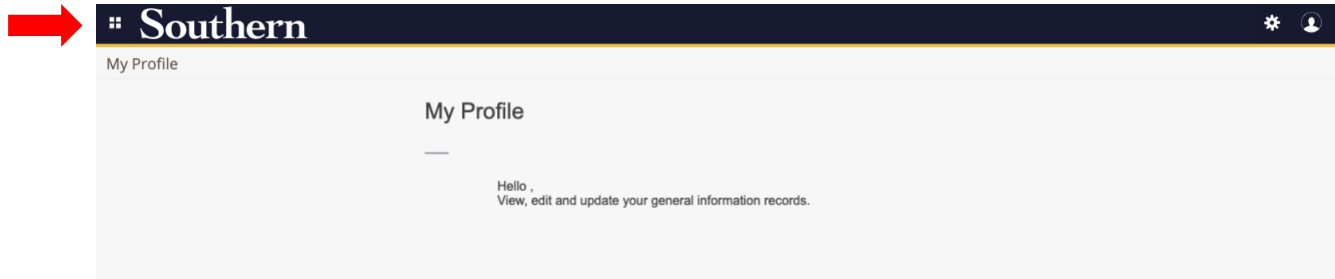 Southern
My Profile
My Profile
Hello ,
View, edit and update your general information records.